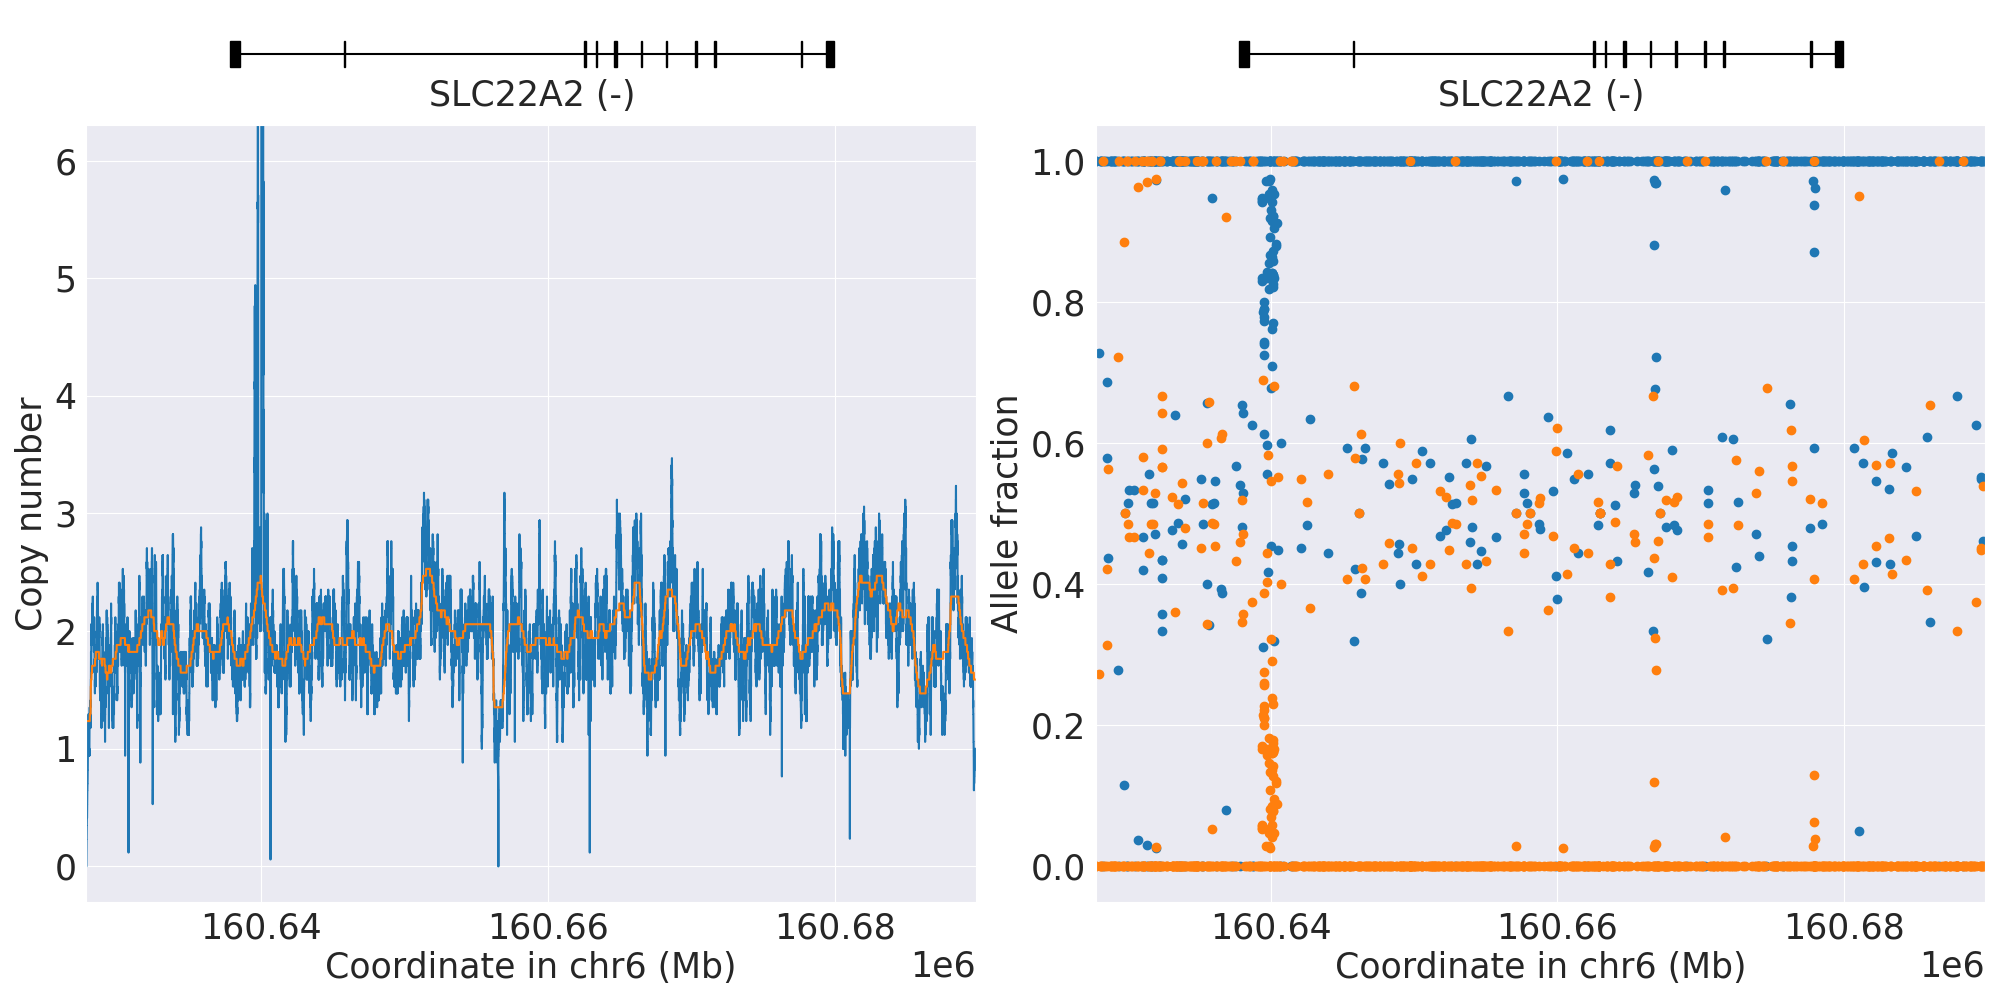 SLC22A2 (-)
6
5
4
3
2
1
0
Copy number
160.64
160.66
160.68
Coordinate in chr6 (Mb)
1e6
SLC22A2 (-)
1.0
0.8
0.6
0.4
0.2
0.0
Allele fraction
160.64
160.66
160.68
Coordinate in chr6 (Mb)
1e6